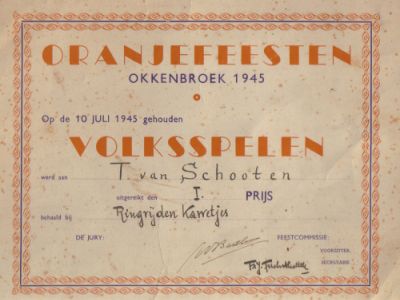 ORANJEFEESTEN
OKKENBROEK 1945
Op de 10 JULI 1945 gehouden
VOLKSSPELEN
werd aan T. van Schooten
uitgereikt den I. PRIJS
behaald bij Ringrijden Karretjes
DE JURY: FEESTCOMMISSIE:
VOORZITTER,
SECRETARIS